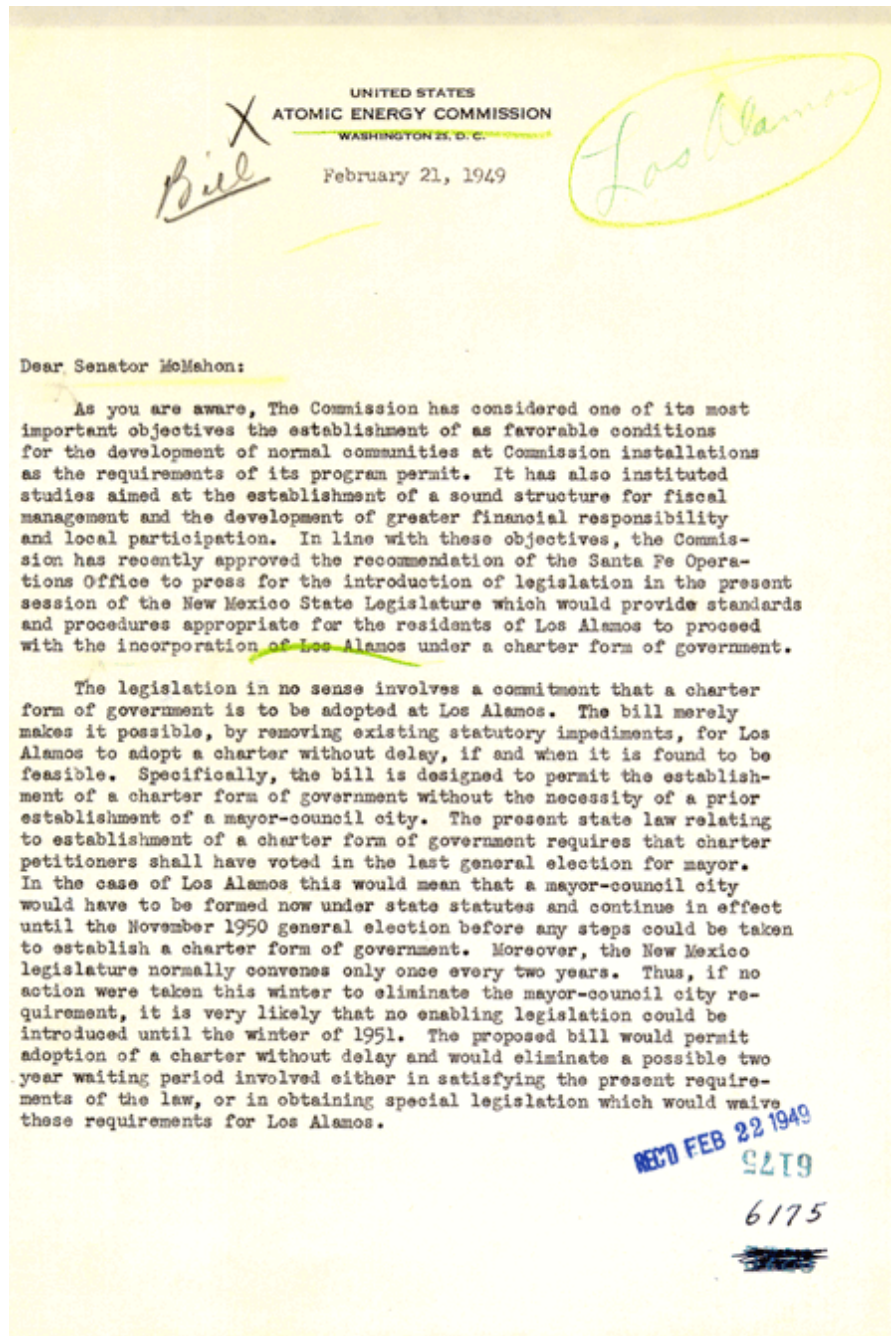 UNITED STATES
ATOMIC ENERGY COMMISSION
WASHINGTON 25, D. C.
X
Bill
Los Alamos
February 21, 1949
Dear Senator McMahon:
As you are aware, The Commission has considered one of its most
important objectives the establishment of as favorable conditions
for the development of normal communities at Commission installations
as the requirements of its program permit. It has also instituted
studies aimed at the establishment of a sound structure for fiscal
management and the development of greater financial responsibility
and local participation. In line with these objectives, the Commis-
sion has recently approved the recommendation of the Santa Fe Opera-
tions Office to press for the introduction of legislation in the present
session of the New Mexico State Legislature which would provide standards
and procedures appropriate for the residents of Los Alamos to proceed
with the incorporation of Los Alamos under a charter form of government.
The legislation in no sense involves a commitment that a charter
form of government is to be adopted at Los Alamos. The bill merely
makes it possible, by removing existing statutory impediments, for Los
Alamos to adopt a charter without delay, if and when it is found to be
feasible. Specifically, the bill is designed to permit the establish-
ment of a charter form of government without the necessity of a prior
establishment of a mayor-council city. The present state law relating
to establishment of a charter form of government requires that charter
petitioners shall have voted in the last general election for mayor.
In the case of Los Alamos this would mean that a mayor-council city
would have to be formed now under state statutes and continue in effect
until the November 1950 general election before any steps could be taken
to establish a charter form of government. Moreover, the New Mexico
legislature normally convenes only once every two years. Thus, if no
action were taken this winter to eliminate the mayor-council city re-
quirement, it is very likely that no enabling legislation could be
introduced until the winter of 1951. The proposed bill would permit
adoption of a charter without delay and would eliminate a possible two
year waiting period involved either in satisfying the present require-
ments of the law, or in obtaining special legislation which would waive
these requirements for Los Alamos.
REC'D FEB 22 1949
6175
6175